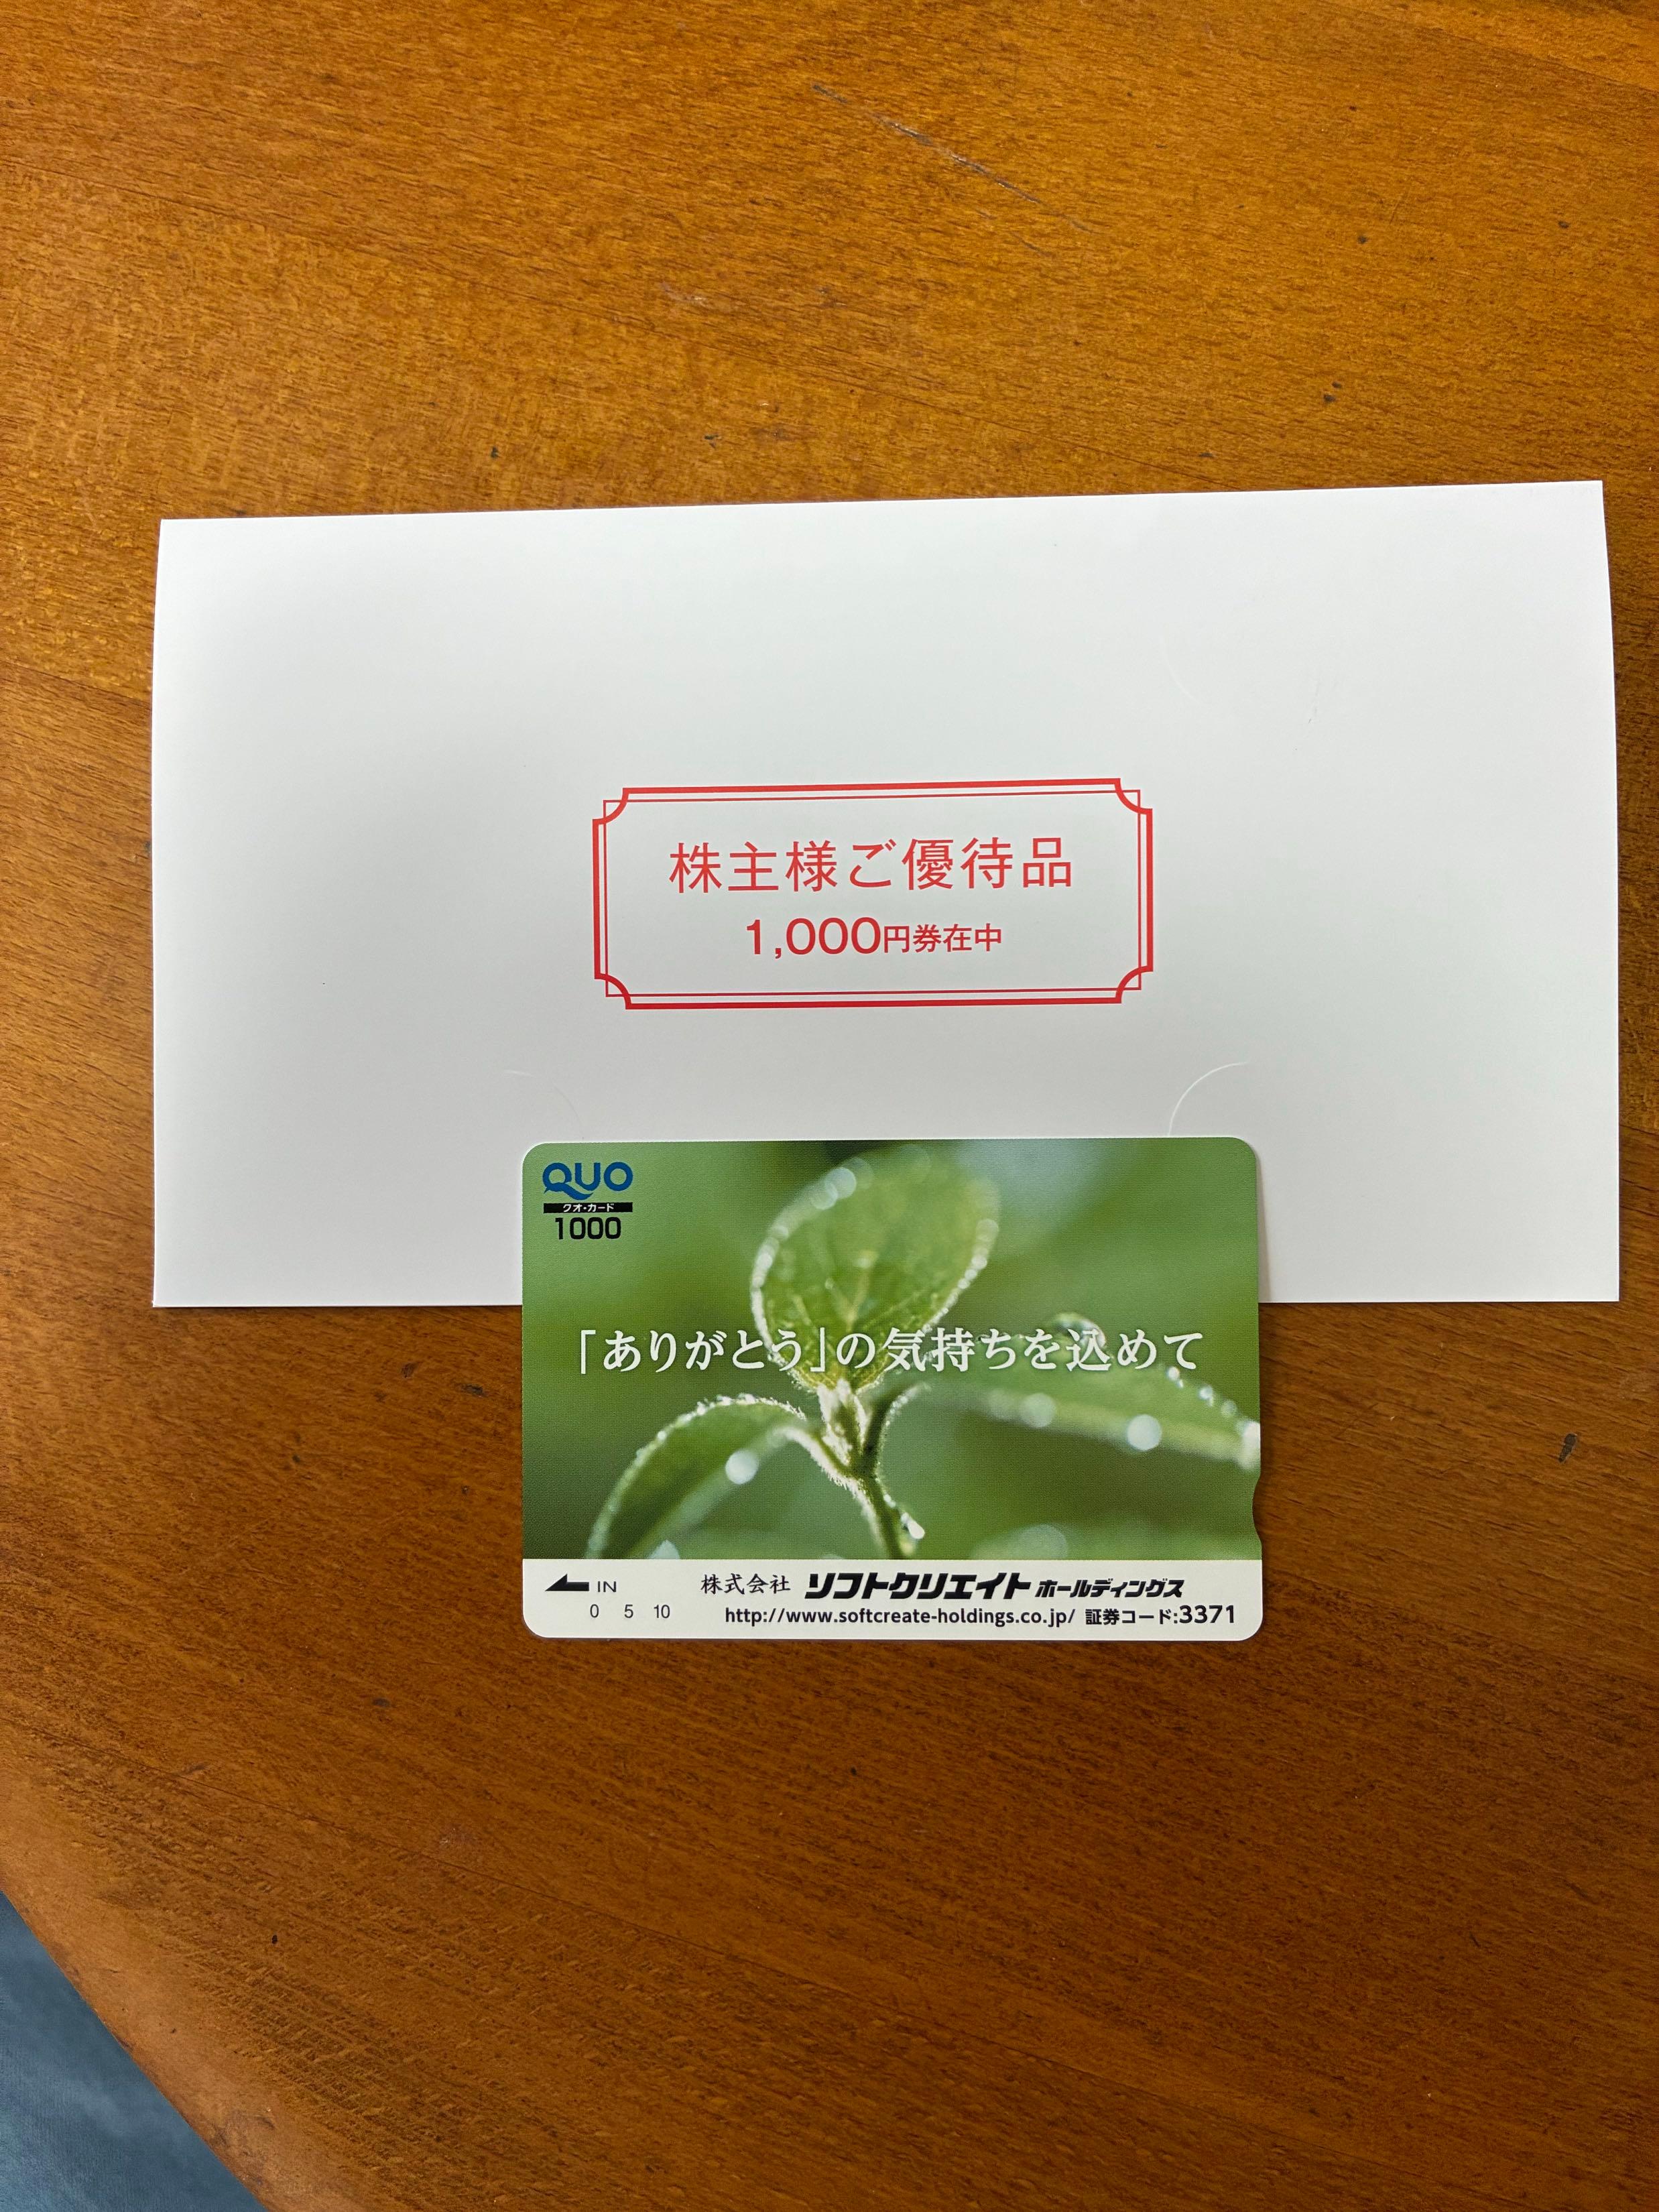 株主様ご優待品
1,000円券在中
QUO
クオ・カード
1000
「ありがとう」の気持ちを込めて
IN
0 5 10
株式会社 ソフトクリエイトホールディングス
http://www.softcreate-holdings.co.jp/ 証券コード:3371